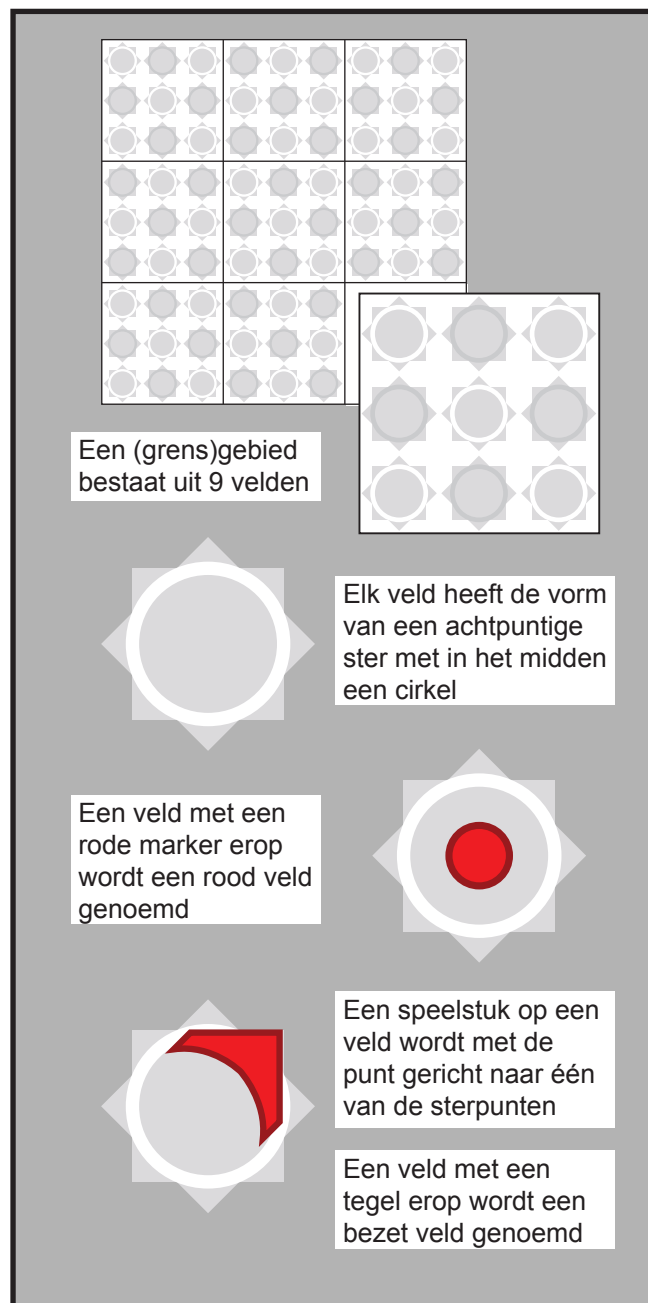 Een (grens)gebied
bestaat uit 9 velden
Elk veld heeft de vorm
van een achtpuntige
ster met in het midden
een cirkel
Een veld met een
rode marker erop
wordt een rood veld
genoemd
Een speelstuk op een
veld wordt met de
punt gericht naar één
van de sterpunten
Een veld met een
tegel erop wordt een
bezet veld genoemd